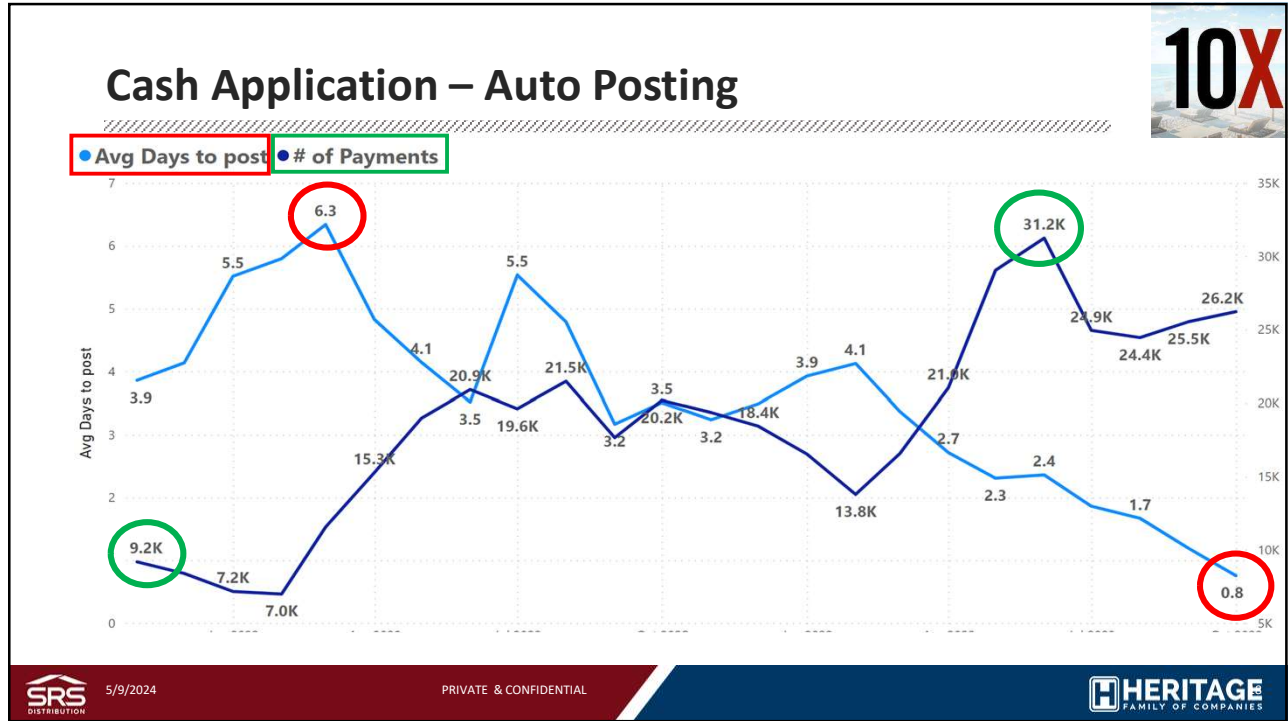 10X
Cash Application – Auto Posting
Avg Days to post # of Payments
7
35K
6.3
31.2K
6
30K
5.5
5.5
26.2K
5
25K
24.9K
25.5K
24.4K
Avg Days to post
4
4.1
3.9
4.1
3.9
20.9K
21.5K
3.5
21.0K
20K
3.5
19.6K
20.2K
18.4K
3.2
3.2
3
2.7
15.3K
2.4
15K
2.3
2
13.8K
1.7
9.2K
10K
7.2K
7.0K
0.8
0
5K
SRS
DISTRIBUTION
5/9/2024
PRIVATE & CONFIDENTIAL
HERITAGE
FAMILY OF COMPANIES